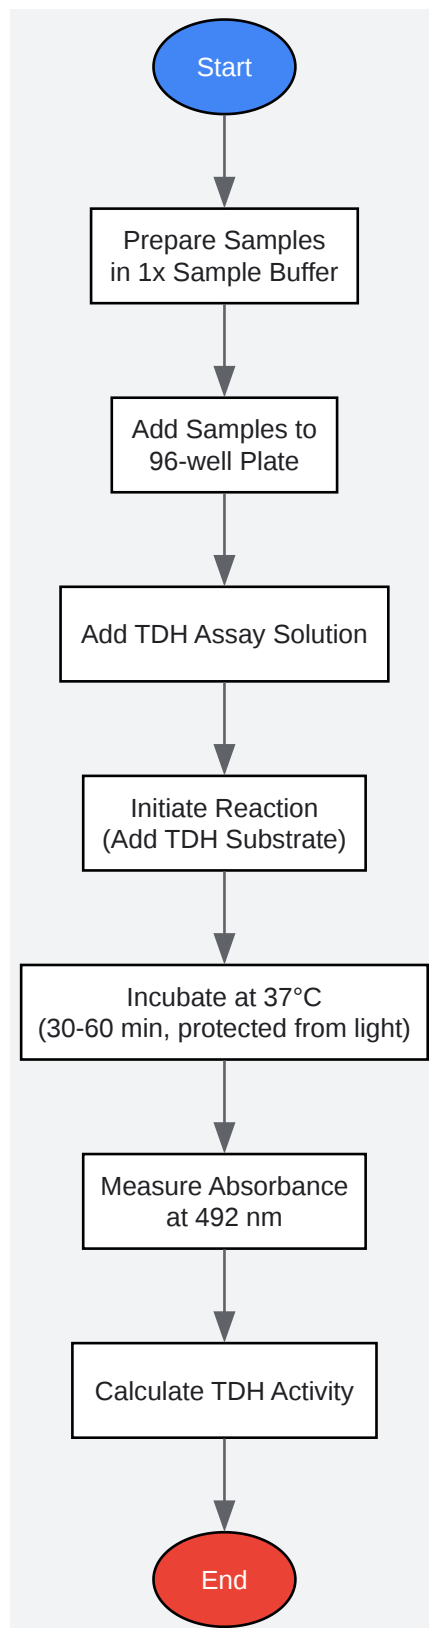 Start
Prepare Samples
in 1x Sample Buffer
Add Samples to
96-well Plate
Add TDH Assay Solution
Initiate Reaction
(Add TDH Substrate)
Incubate at 37°C
(30-60 min, protected from light)
Measure Absorbance
at 492 nm
Calculate TDH Activity
End